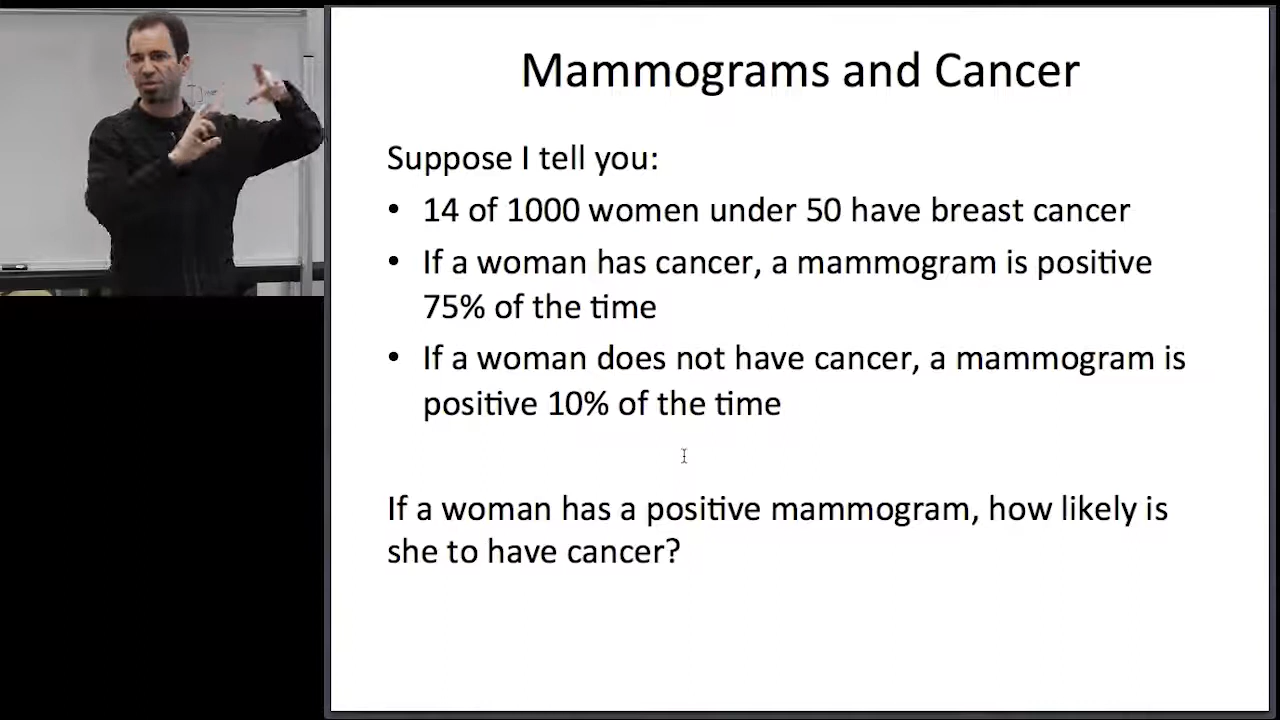 Mammograms and Cancer
Suppose I tell you:
• 14 of 1000 women under 50 have breast cancer
• If a woman has cancer, a mammogram is positive
75% of the time
• If a woman does not have cancer, a mammogram is
positive 10% of the time
If a woman has a positive mammogram, how likely is
she to have cancer?